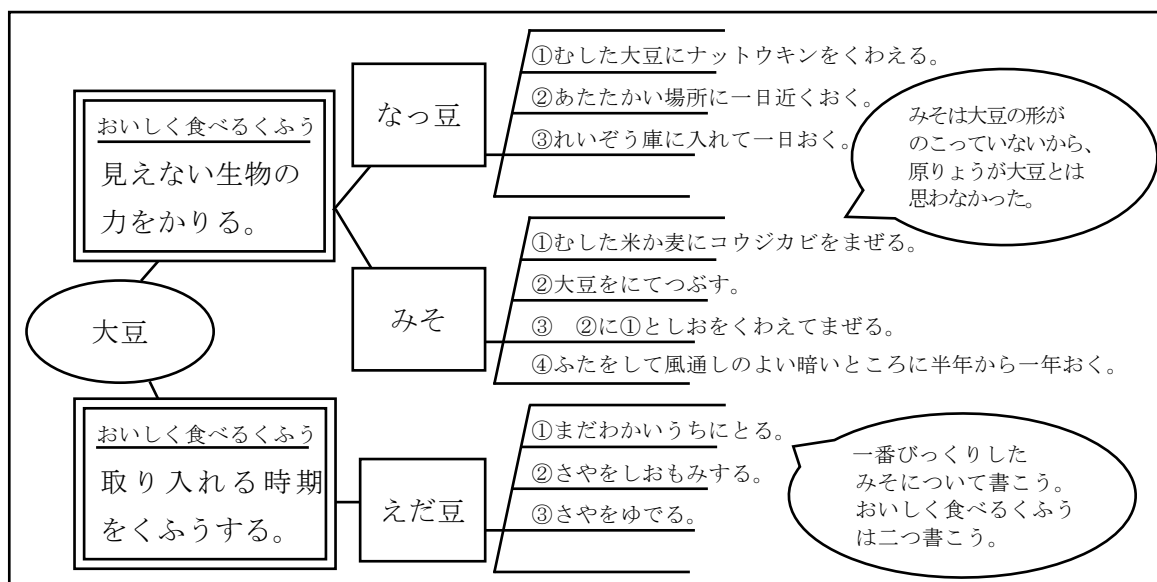 大豆
おいしく食べるくふう
見えない生物の
力をかりる。
なっ豆
①むした大豆にナットウキンをくわえる。
②あたたかい場所に一日近くおく。
③れいぞう庫に入れて一日おく。
みそは大豆の形が
のこっていないから、
原りょうが大豆とは
思わなかった。
みそ
①むした米か麦にコウジカビをまぜる。
②大豆をにてつぶす。
③　②に①としおをくわえてまぜる。
④ふたをして風通しのよい暗いところに半年から一年おく。
おいしく食べるくふう
取り入れる時期
をくふうする。
えだ豆
①まだわかいうちにとる。
②さやをしおもみする。
③さやをゆでる。
一番びっくりした
みそについて書こう。
おいしく食べるくふう
は二つ書こう。